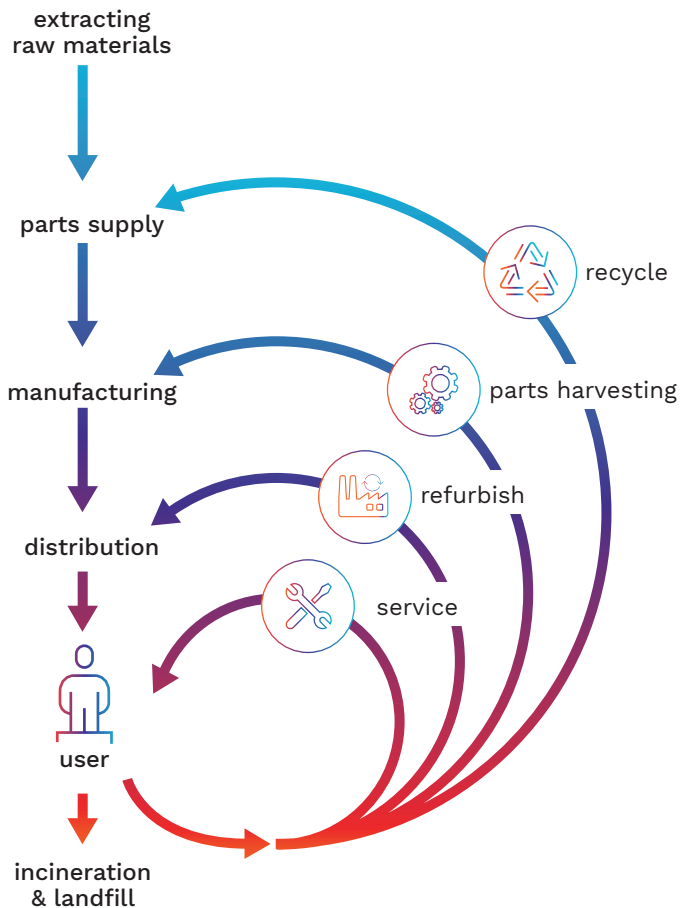 extracting
raw materials
parts supply
recycle
manufacturing
parts harvesting
refurbish
distribution
service
user
incineration
& landfill